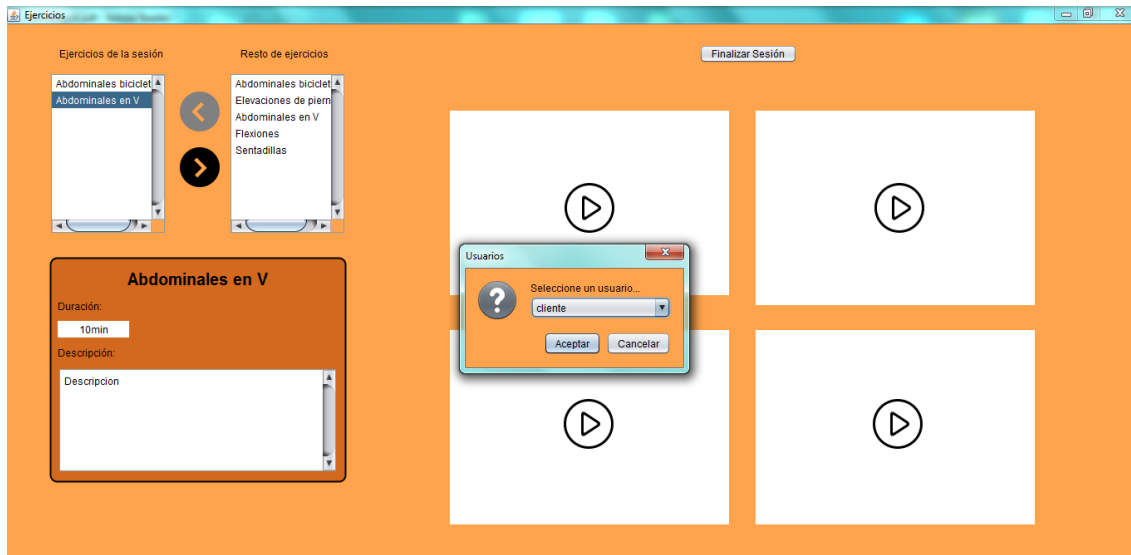 Ejercicios
Ejercicios de la sesión
Resto de ejercicios
Finalizar Sesión
Abdominales biciclet
Abdominales en V
Abdominales biciclet
Elevaciones de piern
Abdominales en V
Flexiones
Sentadillas
Usuarios
Seleccione un usuario...
cliente
Aceptar
Cancelar
Abdominales en V
Duración:
10min
Descripción:
Descripcion